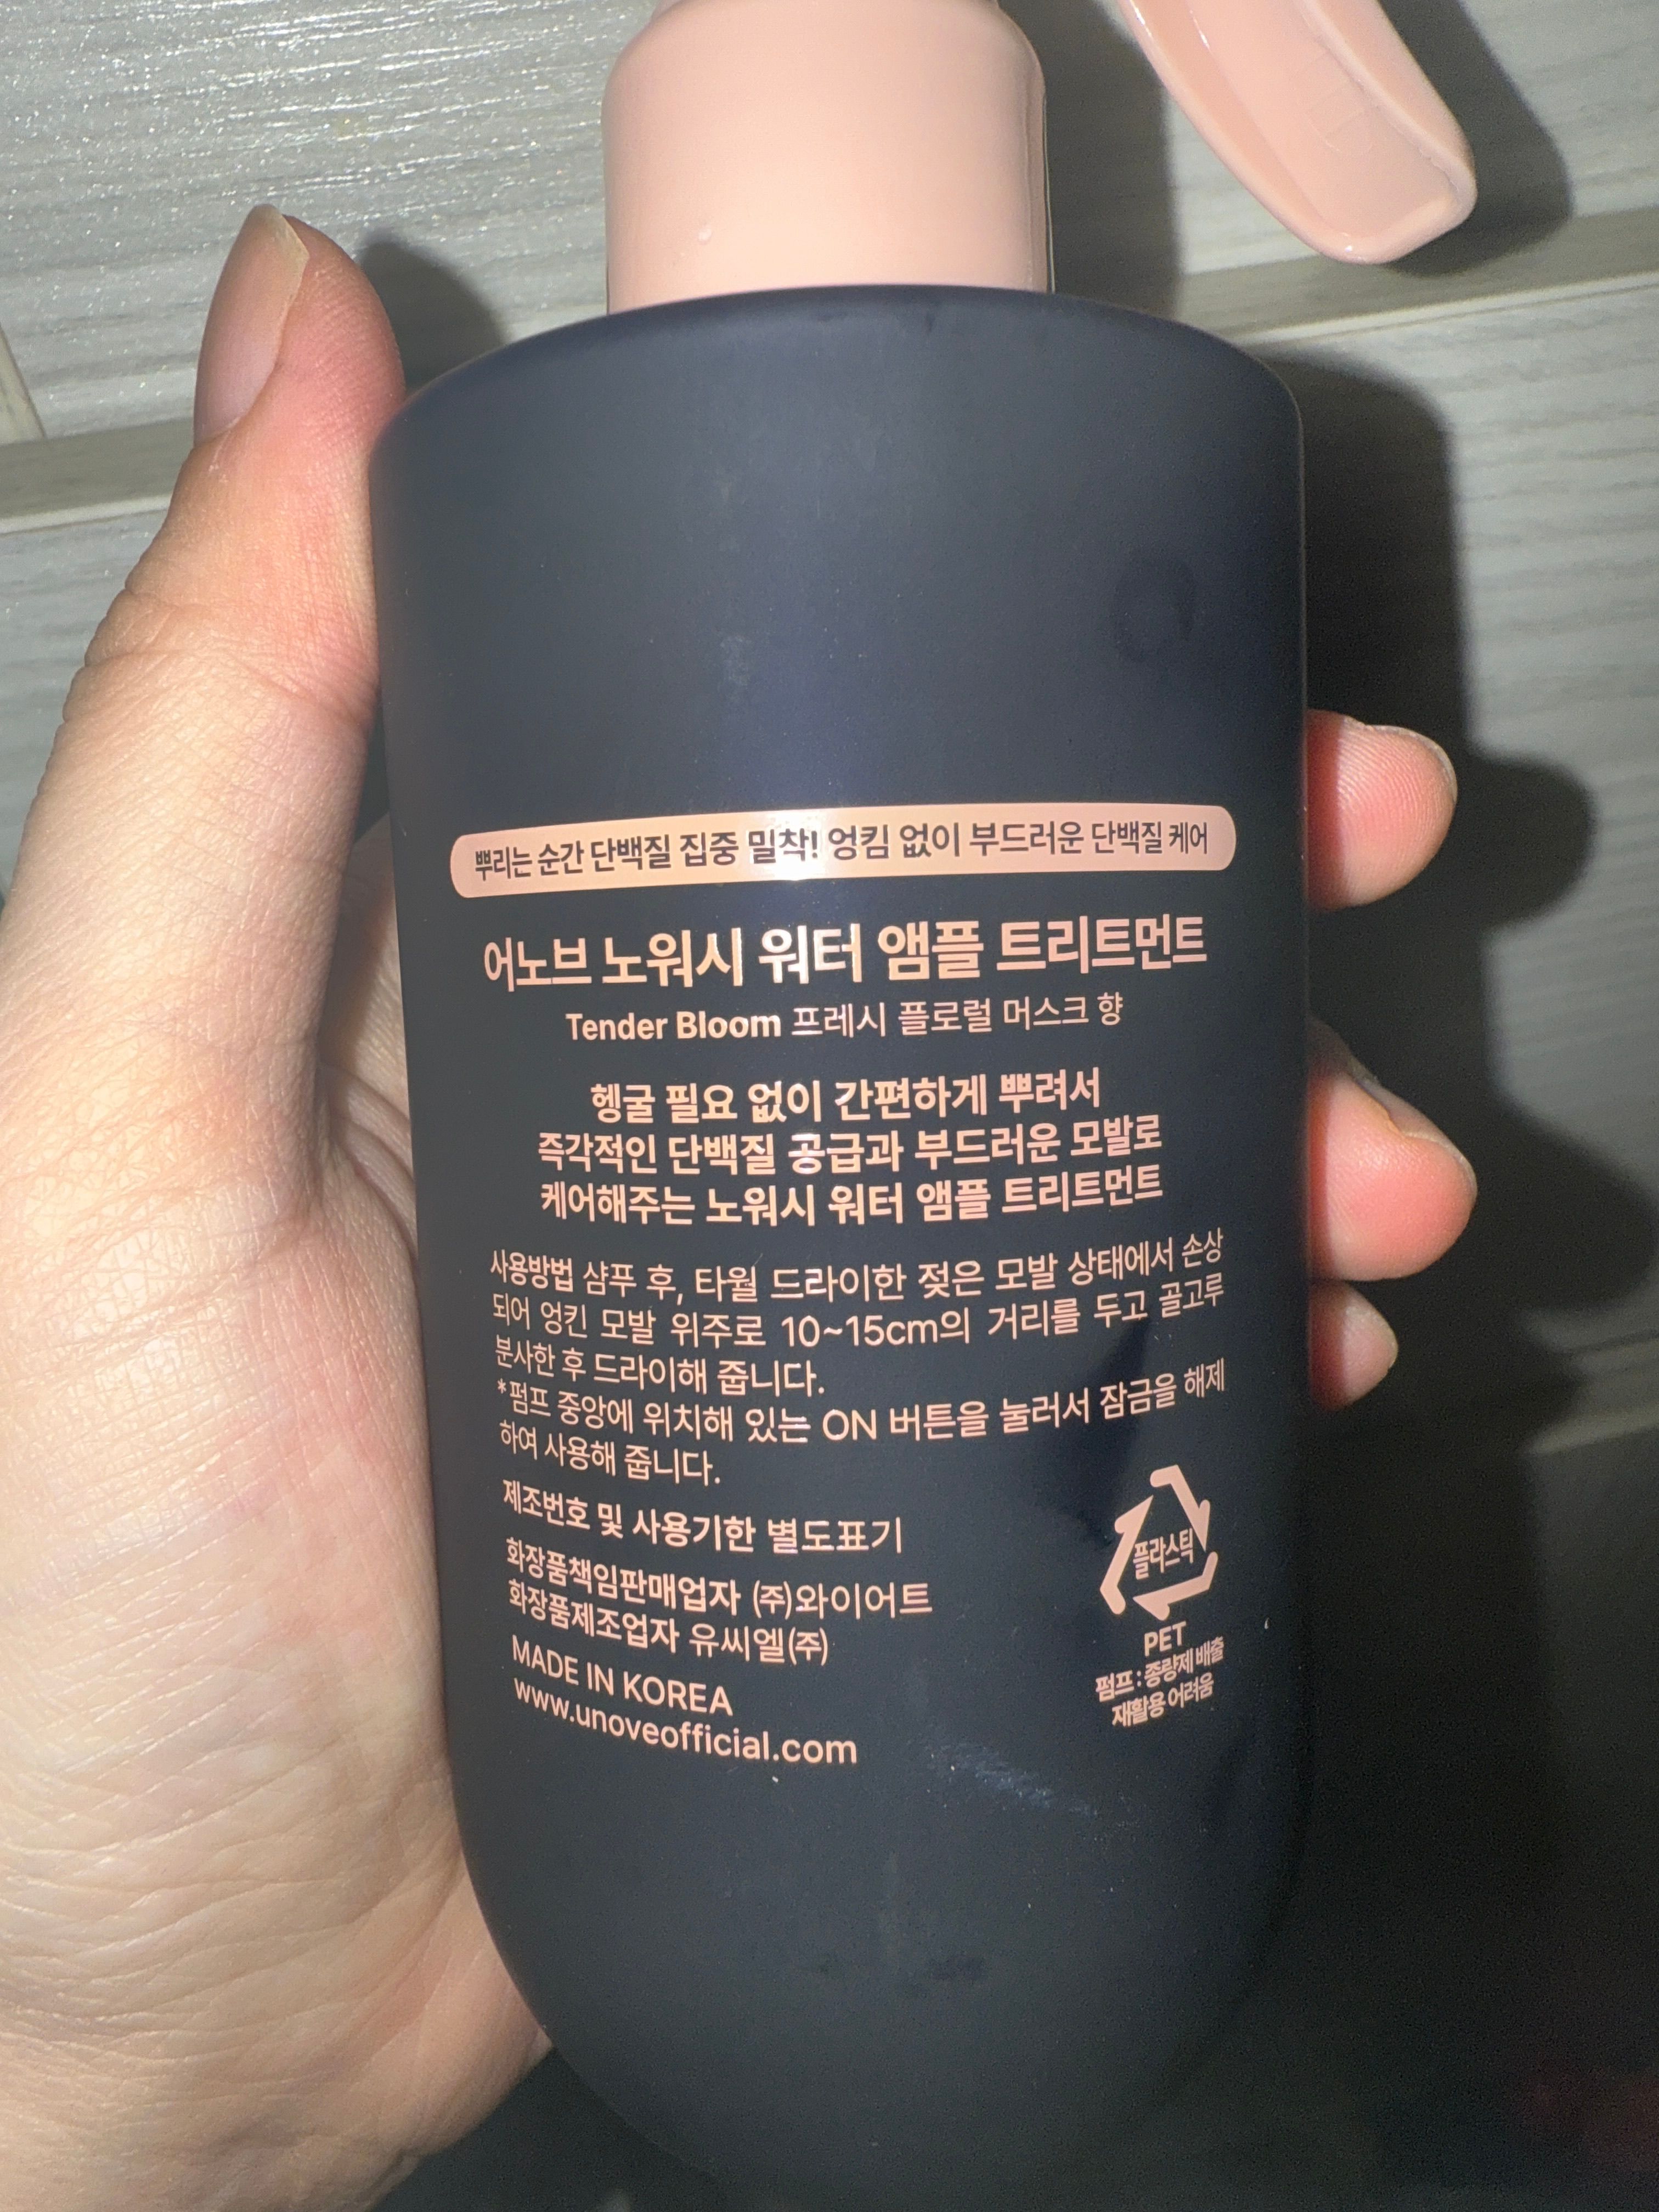 뿌리는 순간 단백질 집중 밀착! 엉킴 없이 부드러운 단백질 케어
어노브 노워시 워터 앰플 트리트먼트
Tender Bloom 프레시 플로럴 머스크 향
헹굴 필요 없이 간편하게 뿌려서
즉각적인 단백질 공급과 부드러운 모발로
케어해주는 노워시 워터 앰플 트리트먼트
사용방법 샴푸 후, 타월 드라이한 젖은 모발 상태에서 손상
되어 엉킨 모발 위주로 10~15cm의 거리를 두고 골고루
분사한 후 드라이해 줍니다.
*펌프 중앙에 위치해 있는 ON 버튼을 눌러서 잠금을 해제
하여 사용해 줍니다.
제조번호 및 사용기한 별도표기
화장품책임판매업자 ㈜와이어트
화장품제조업자 유씨엘㈜
MADE IN KOREA
www.unoveofficial.com
플라스틱
PET
펌프 : 종량제 배출
재활용 어려움